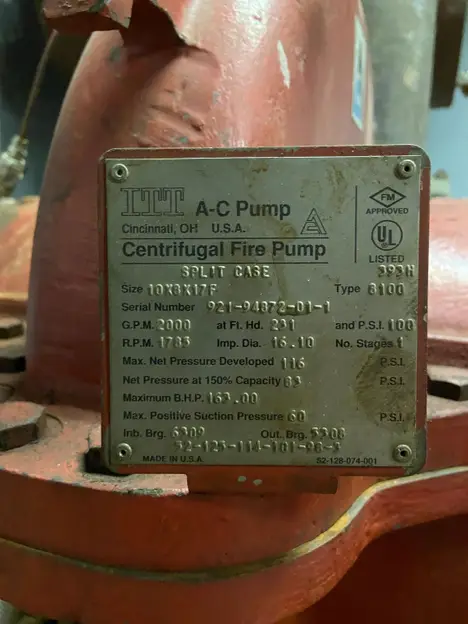 ITT A-C Pump
Cincinnati, OH U.S.A.
FM
APPROVED
Centrifugal Fire Pump
UL
LISTED
SPLIT CASE 393H
Size 10X8X17F Type 8100
Serial Number 921-94872-01-1
G.P.M. 2000 at Ft. Hd. 231 and P.S.I. 100
R.P.M. 1785 Imp. Dia. 16.10 No. Stages 1
Max. Net Pressure Developed 116 P.S.I.
Net Pressure at 150% Capacity 83 P.S.I.
Maximum B.H.P. 163.00
Max. Positive Suction Pressure 60 P.S.I.
Inb. Brg. 6309 Out. Brg. 5308
52-125-114-101-98-3
MADE IN U.S.A. 52-128-074-001